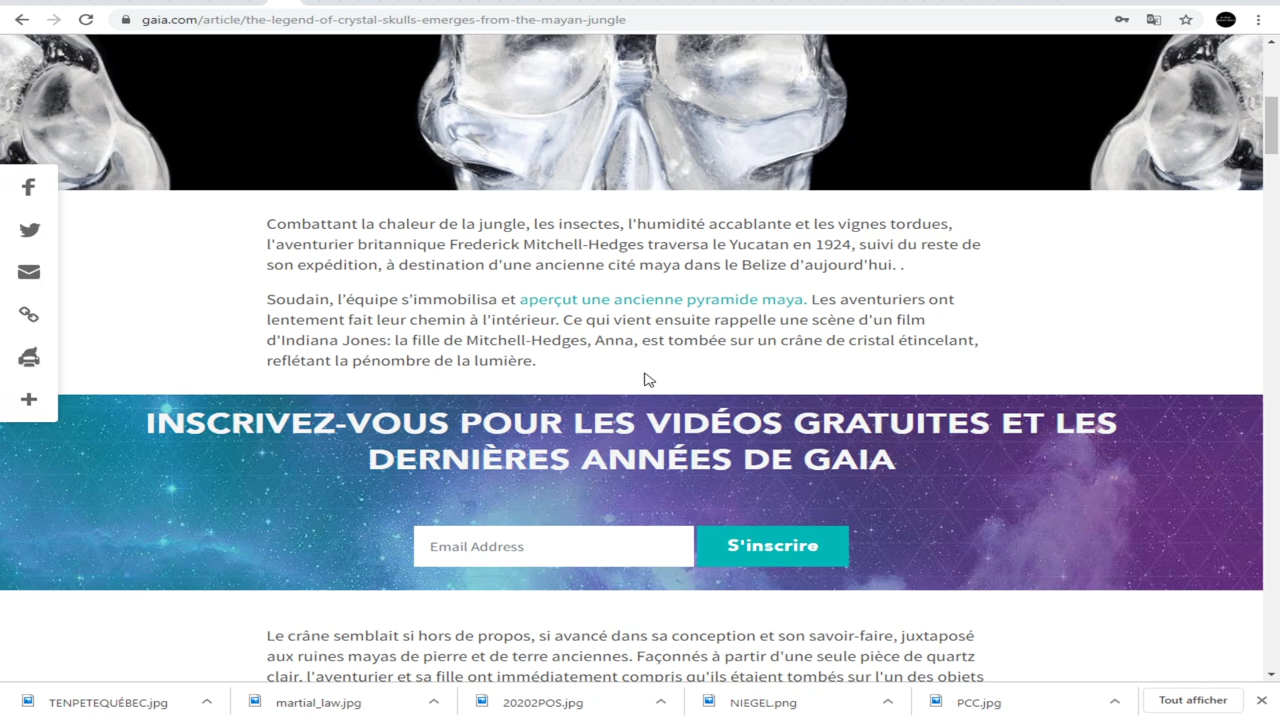 gaia.com/article/the-legend-of-crystal-skulls-emerges-from-the-mayan-jungle
Combattant la chaleur de la jungle, les insectes, l'humidité accablante et les vignes tordues,
l'aventurier britannique Frederick Mitchell-Hedges traversa le Yucatan en 1924, suivi du reste de
son expédition, à destination d'une ancienne cité maya dans le Belize d'aujourd'hui. .
Soudain, l'équipe s'immobilisa et aperçut une ancienne pyramide maya. Les aventuriers ont
lentement fait leur chemin à l'intérieur. Ce qui vient ensuite rappelle une scène d'un film
d'Indiana Jones: la fille de Mitchell-Hedges, Anna, est tombée sur un crâne de cristal étincelant,
reflétant la pénombre de la lumière.
INSCRIVEZ-VOUS POUR LES VIDÉOS GRATUITES ET LES
DERNIÈRES ANNÉES DE GAIA
Email Address
S'inscrire
Le crâne semblait si hors de propos, si avancé dans sa conception et son savoir-faire, juxtaposé
aux ruines mayas de pierre et de terre anciennes. Façonnés à partir d'une seule pièce de quartz
clair, l'aventurier et sa fille ont immédiatement compris qu'ils étaient tombés sur l'un des objets
TENPETEQUÉBEC.jpg
martial_law.jpg
20202POS.jpg
NIEGEL.png
PCC.jpg
Tout afficher